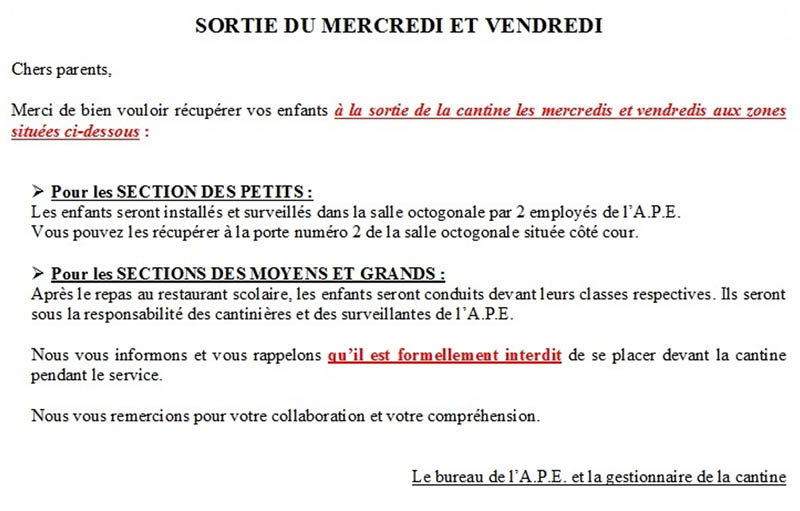 SORTIE DU MERCREDI ET VENDREDI
Chers parents,
Merci de bien vouloir récupérer vos enfants à la sortie de la cantine les mercredis et vendredis aux zones
situées ci-dessous :
➢ Pour les SECTION DES PETITS :
Les enfants seront installés et surveillés dans la salle octogonale par 2 employés de l'A.P.E.
Vous pouvez les récupérer à la porte numéro 2 de la salle octogonale située côté cour.
➢ Pour les SECTIONS DES MOYENS ET GRANDS :
Après le repas au restaurant scolaire, les enfants seront conduits devant leurs classes respectives. Ils seront
sous la responsabilité des cantinières et des surveillantes de l'A.P.E.
Nous vous informons et vous rappelons qu'il est formellement interdit de se placer devant la cantine
pendant le service.
Nous vous remercions pour votre collaboration et votre compréhension.
Le bureau de l'A.P.E. et la gestionnaire de la cantine